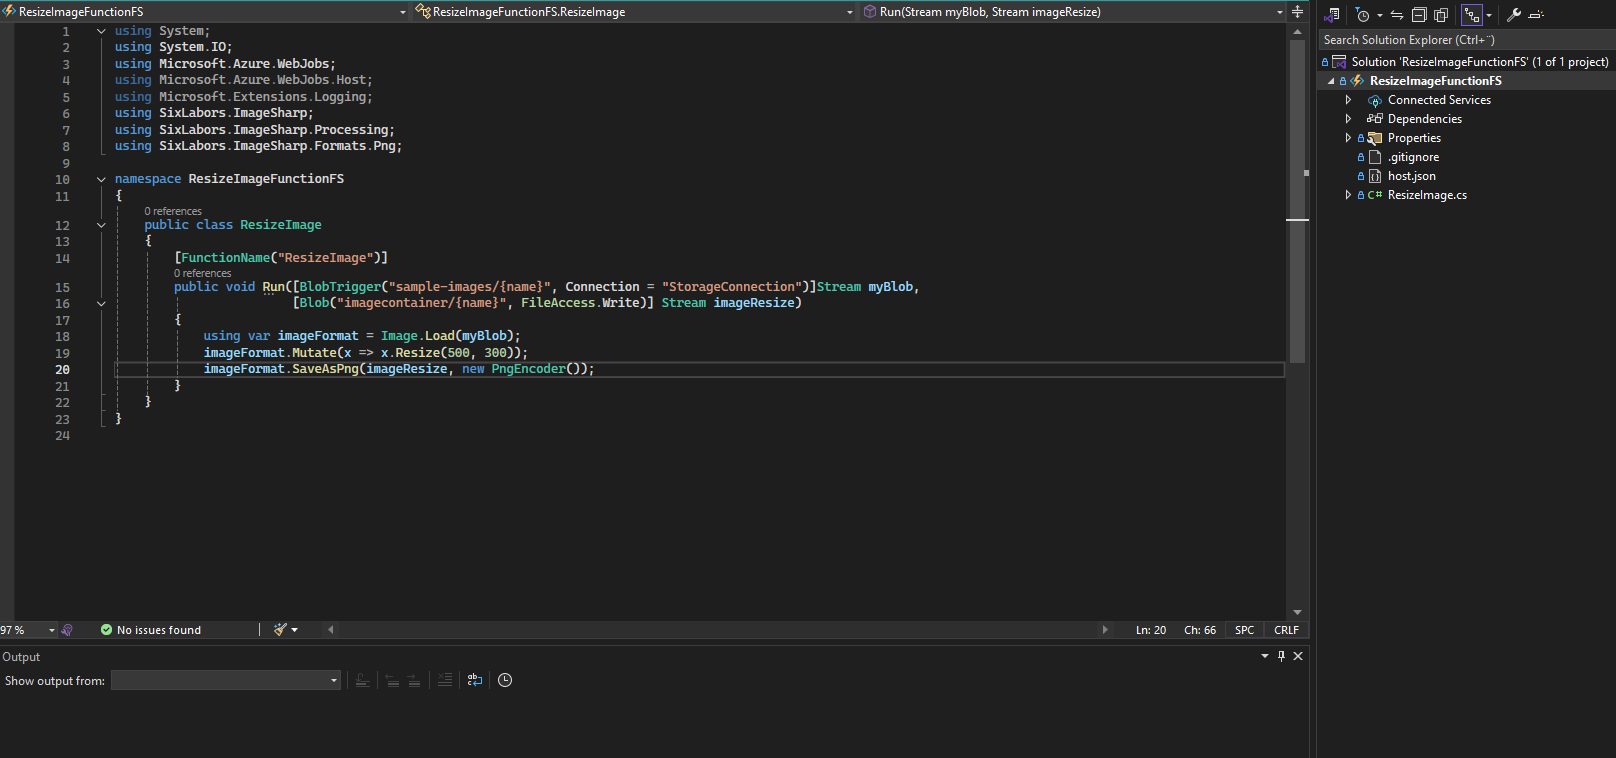 ResizeImageFunctionFS
ResizeImageFunctionFS.ResizeImage
Run(Stream myBlob, Stream imageResize)
1 using System;
2 using System.IO;
3 using Microsoft.Azure.WebJobs;
4 using Microsoft.Azure.WebJobs.Host;
5 using Microsoft.Extensions.Logging;
6 using SixLabors.ImageSharp;
7 using SixLabors.ImageSharp.Processing;
8 using SixLabors.ImageSharp.Formats.Png;
9
10 namespace ResizeImageFunctionFS
11 {
0 references
12 public class ResizeImage
13 {
14 [FunctionName("ResizeImage")]
0 references
15 public void Run([BlobTrigger("sample-images/{name}", Connection = "StorageConnection")]Stream myBlob,
16 [Blob("imagecontainer/{name}", FileAccess.Write)] Stream imageResize)
17 {
18 using var imageFormat = Image.Load(myBlob);
19 imageFormat.Mutate(x => x.Resize(500, 300));
20 imageFormat.SaveAsPng(imageResize, new PngEncoder());
21 }
22 }
23 }
24
97 %
No issues found
Ln: 20 Ch: 66 SPC CRLF
Output
Show output from:
Search Solution Explorer (Ctrl+¨)
Solution 'ResizeImageFunctionFS' (1 of 1 project)
ResizeImageFunctionFS
Connected Services
Dependencies
Properties
.gitignore
host.json
C# ResizeImage.cs